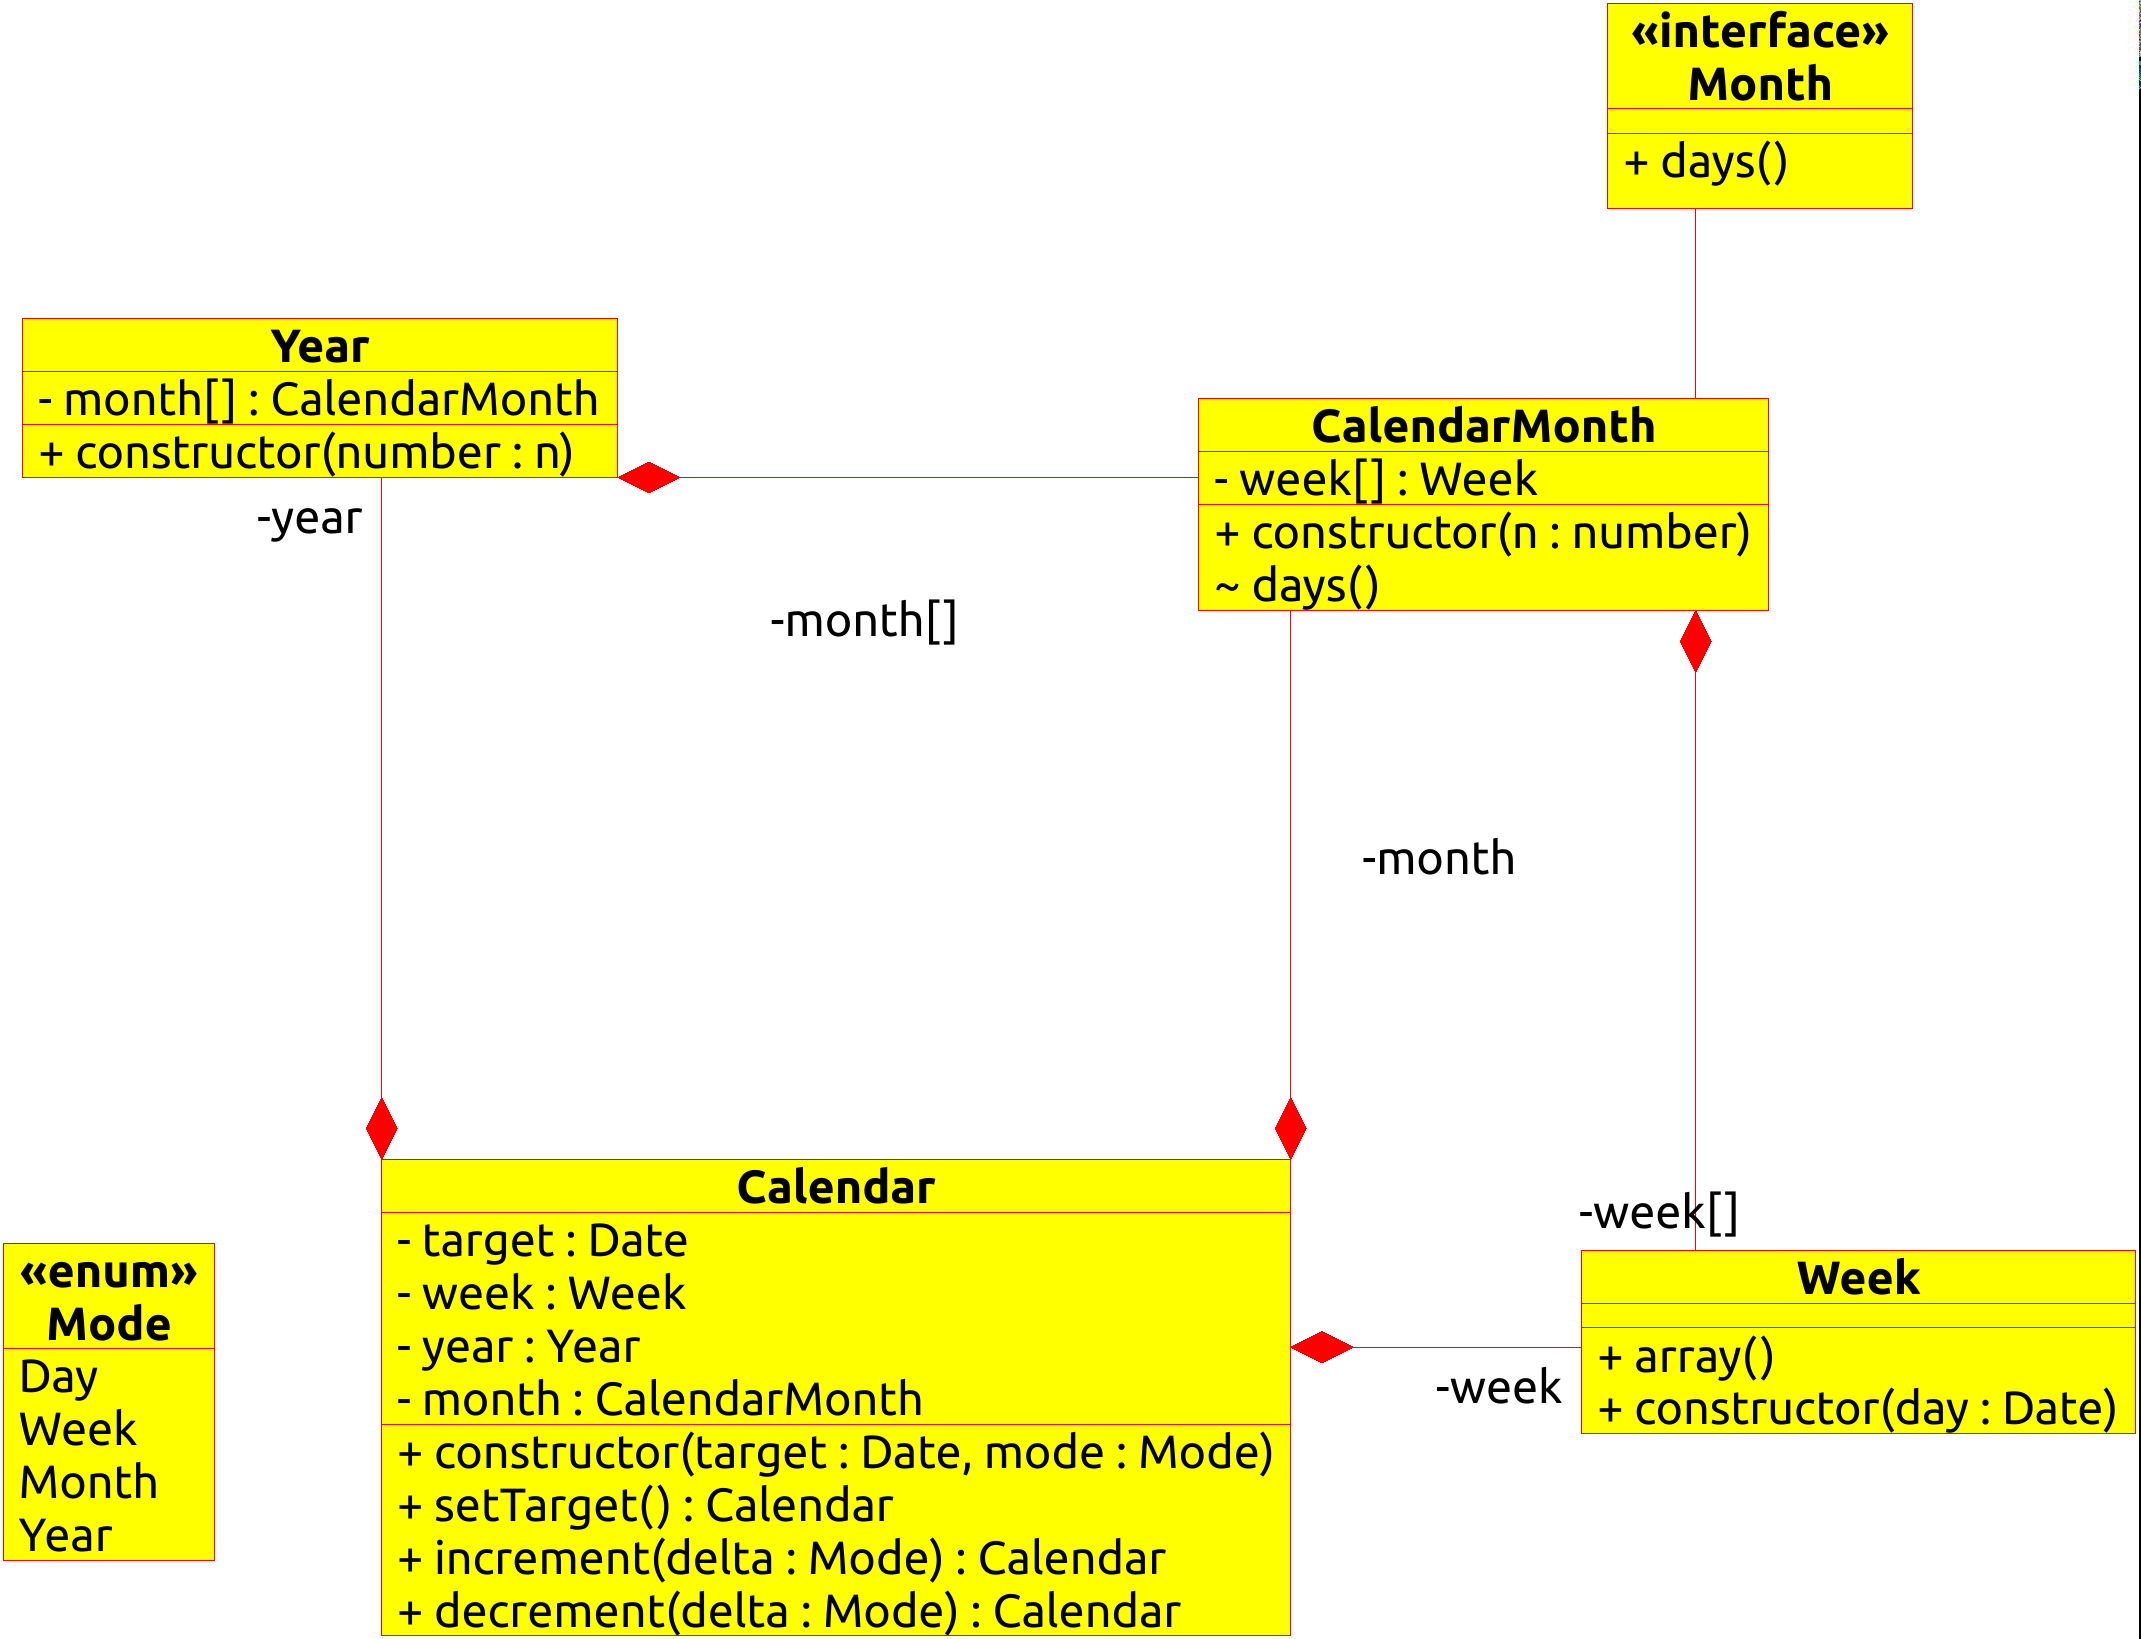 «interface»
Month
+ days()
Year
- month[] : CalendarMonth
+ constructor(number : n)
-year
-month[]
CalendarMonth
- week[] : Week
+ constructor(n : number)
~ days()
-month
-week[]
Calendar
- target : Date
- week : Week
- year : Year
- month : CalendarMonth
+ constructor(target : Date, mode : Mode)
+ setTarget() : Calendar
+ increment(delta : Mode) : Calendar
+ decrement(delta : Mode) : Calendar
«enum»
Mode
Day
Week
Month
Year
-week
Week
+ array()
+ constructor(day : Date)